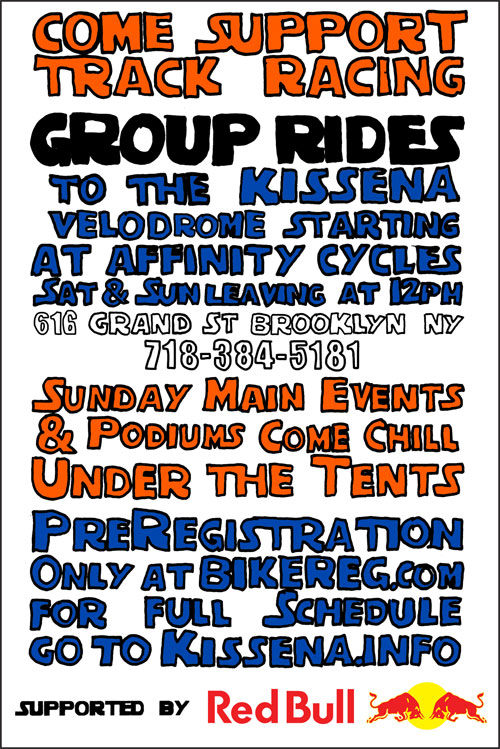 COME SUPPORT
TRACK RACING
GROUP RIDES
TO THE KISSENA
VELODROME STARTING
AT AFFINITY CYCLES
SAT & SUN LEAVING AT 12PM
616 GRAND ST BROOKLYN NY
718-384-5181
SUNDAY MAIN EVENTS
& PODIUMS COME CHILL
UNDER THE TENTS
PREREGISTRATION
ONLY AT BIKEREG.COM
FOR FULL SCHEDULE
GO TO KISSENA.INFO
SUPPORTED BY Red Bull